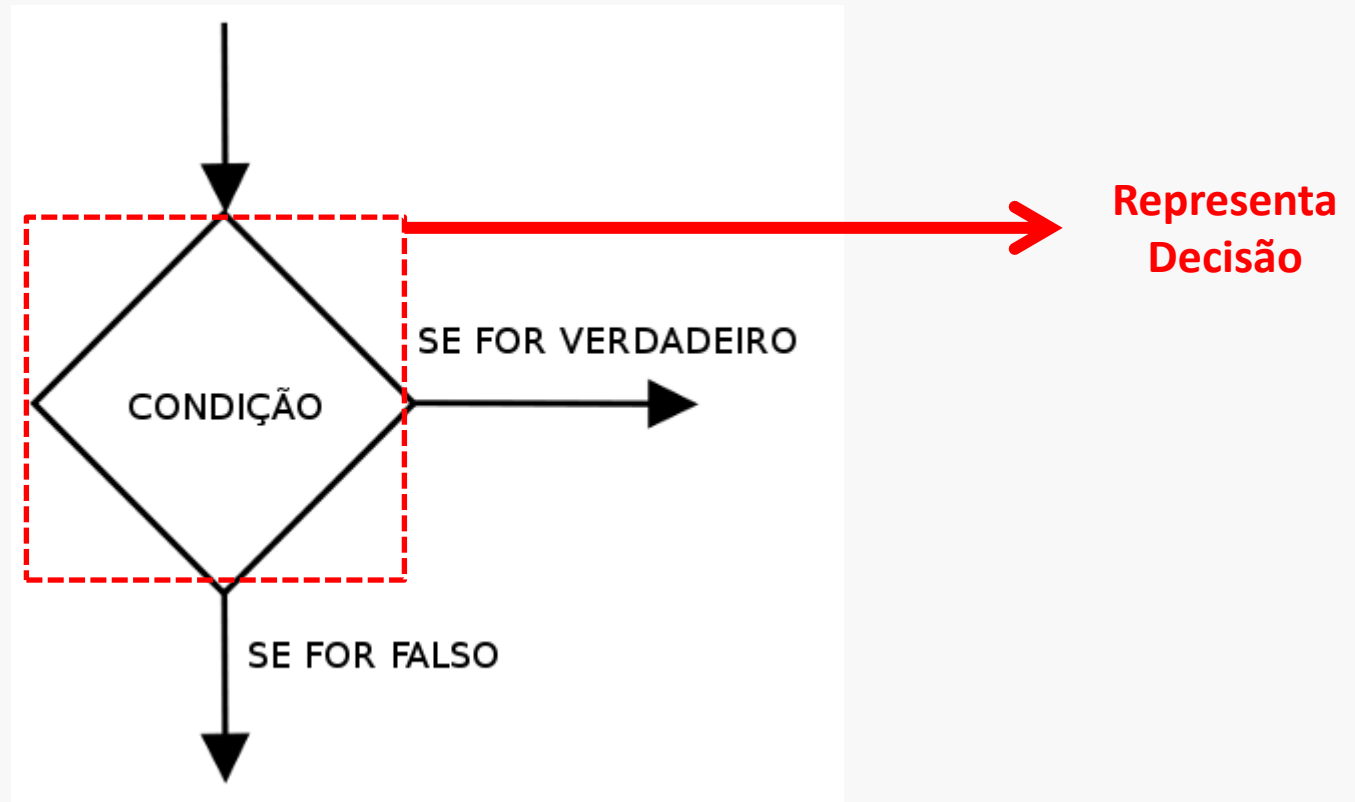 Representa
Decisão
SE FOR VERDADEIRO
CONDIÇÃO
SE FOR FALSO